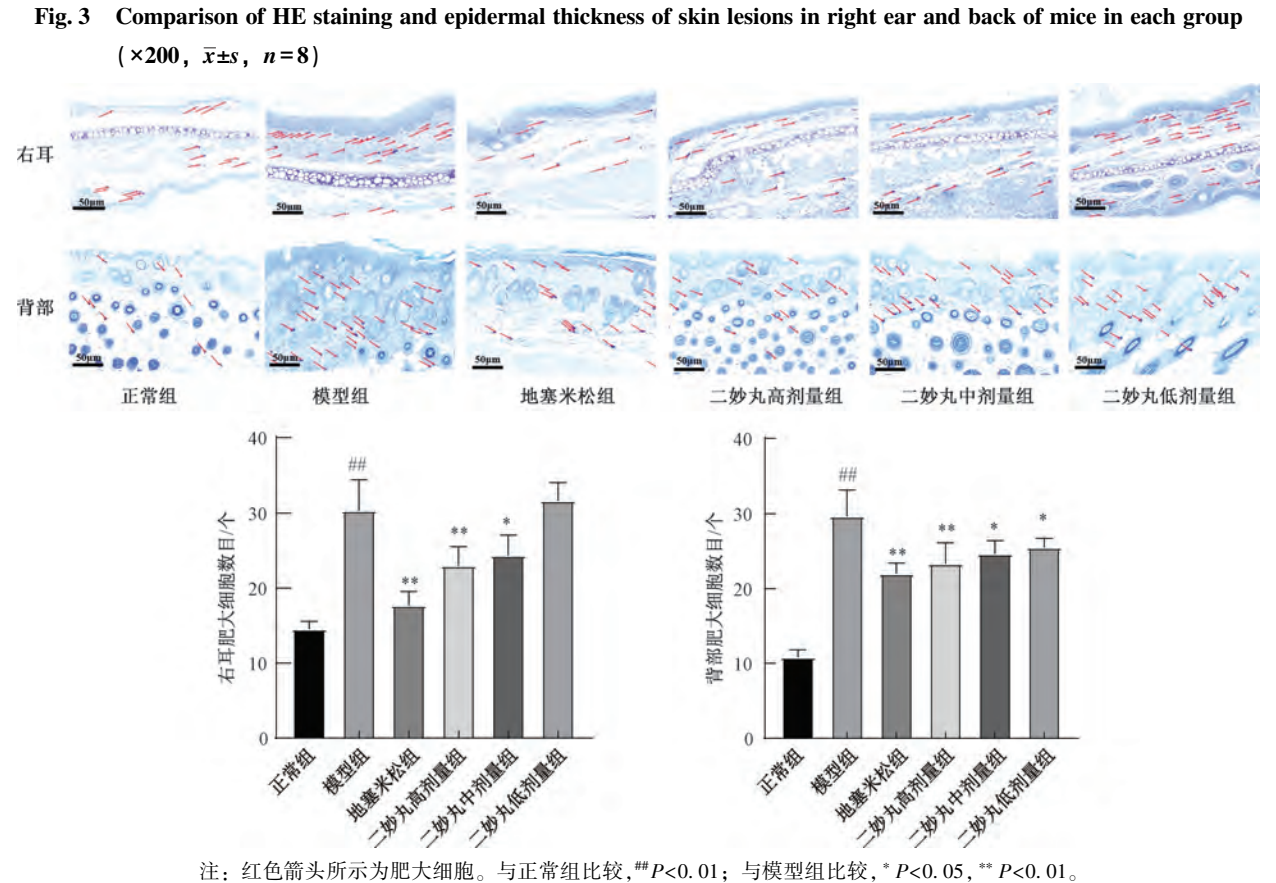 Fig. 3 Comparison of HE staining and epidermal thickness of skin lesions in right ear and back of mice in each group
(×200, x̄±s, n=8)
右耳
50μm 50μm 50μm 50μm 50μm 50μm
背部
50μm 50μm 50μm 50μm 50μm 50μm
正常组 模型组 地塞米松组 二妙丸高剂量组 二妙丸中剂量组 二妙丸低剂量组
右耳肥大细胞数目/个
40
30
20
10
0
##
**
**
*
正常组
模型组
地塞米松组
二妙丸高剂量组
二妙丸中剂量组
二妙丸低剂量组
背部肥大细胞数目/个
40
30
20
10
0
##
**
**
*
*
正常组
模型组
地塞米松组
二妙丸高剂量组
二妙丸中剂量组
二妙丸低剂量组
注：红色箭头所示为肥大细胞。与正常组比较,##P<0.01；与模型组比较,*P<0.05,**P<0.01。